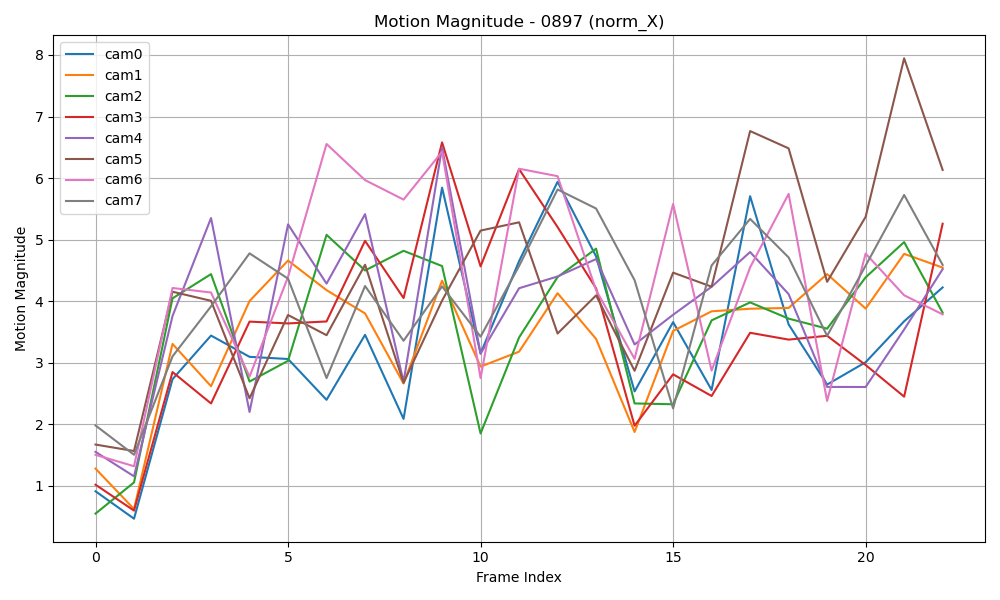 Motion Magnitude - 0897 (norm_X)
cam0
cam1
cam2
cam3
cam4
cam5
cam6
cam7
Motion Magnitude
8
7
6
5
4
3
2
1
0 5 10 15 20
Frame Index